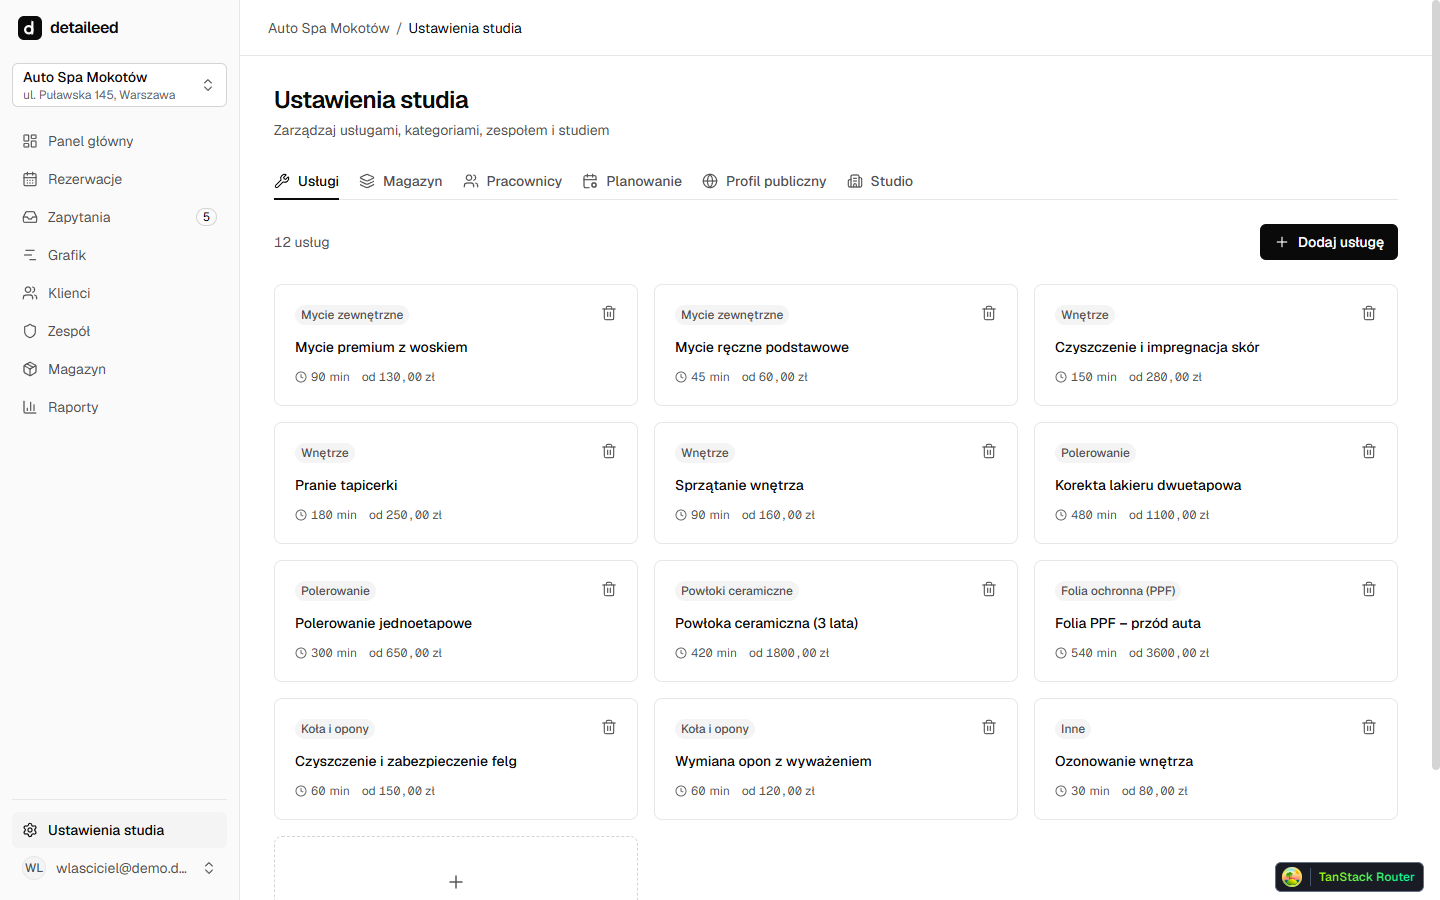 detaileed
Auto Spa Mokotów
ul. Puławska 145, Warszawa
Panel główny
Rezerwacje
Zapytania 5
Grafik
Klienci
Zespół
Magazyn
Raporty
Ustawienia studia
WL wlasciciel@demo.d...
Auto Spa Mokotów / Ustawienia studia
Ustawienia studia
Zarządzaj usługami, kategoriami, zespołem i studiem
Usługi Magazyn Pracownicy Planowanie Profil publiczny Studio
12 usług
Dodaj usługę
Mycie zewnętrzne
Mycie premium z woskiem
90 min od 130,00 zł
Mycie zewnętrzne
Mycie ręczne podstawowe
45 min od 60,00 zł
Wnętrze
Czyszczenie i impregnacja skór
150 min od 280,00 zł
Wnętrze
Pranie tapicerki
180 min od 250,00 zł
Wnętrze
Sprzątanie wnętrza
90 min od 160,00 zł
Polerowanie
Korekta lakieru dwuetapowa
480 min od 1100,00 zł
Polerowanie
Polerowanie jednoetapowe
300 min od 650,00 zł
Powłoki ceramiczne
Powłoka ceramiczna (3 lata)
420 min od 1800,00 zł
Folia ochronna (PPF)
Folia PPF – przód auta
540 min od 3600,00 zł
Koła i opony
Czyszczenie i zabezpieczenie felg
60 min od 150,00 zł
Koła i opony
Wymiana opon z wyważeniem
60 min od 120,00 zł
Inne
Ozonowanie wnętrza
30 min od 80,00 zł
TanStack Router